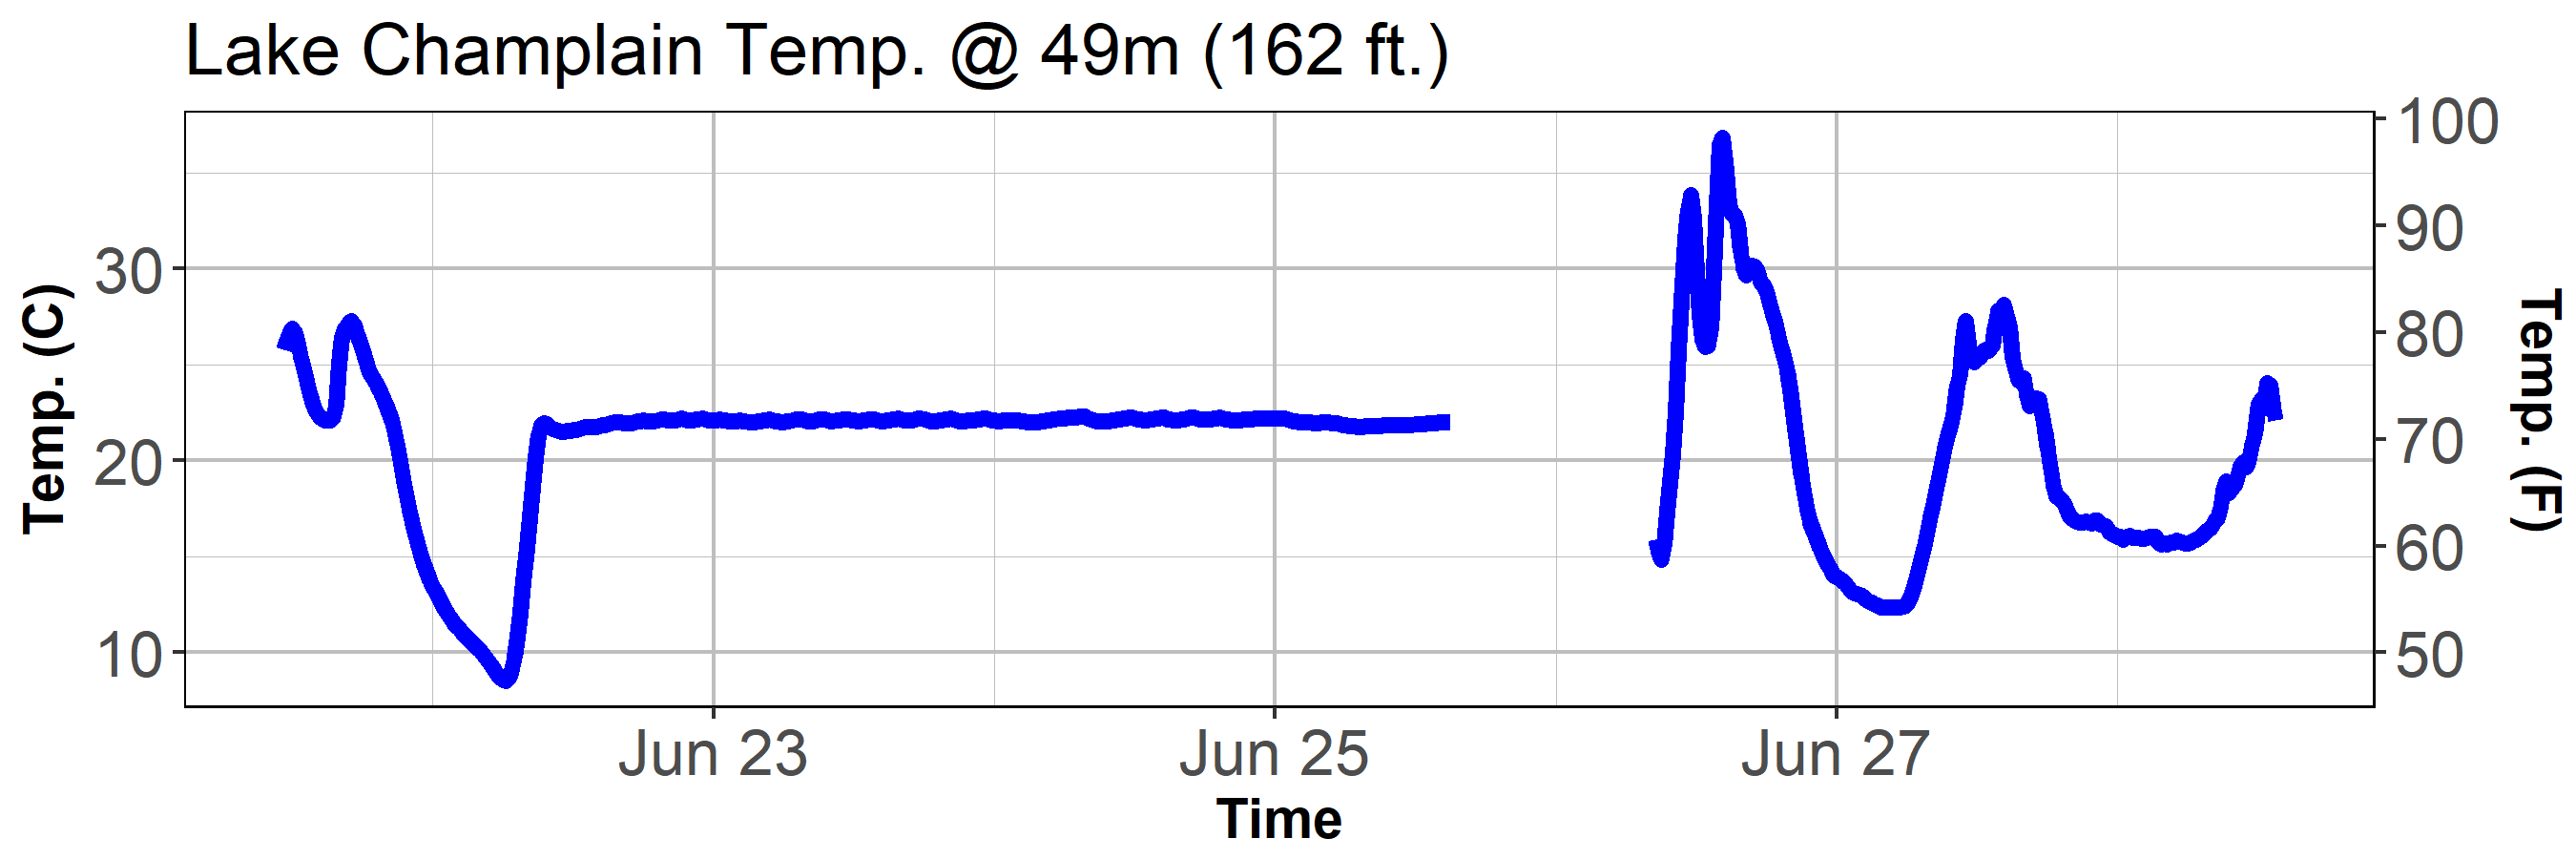 Lake Champlain Temp. @ 49m (162 ft.)
Temp. (C)
30
20
10
100
90
80
70
60
50
Temp. (F)
Jun 23
Jun 25
Jun 27
Time